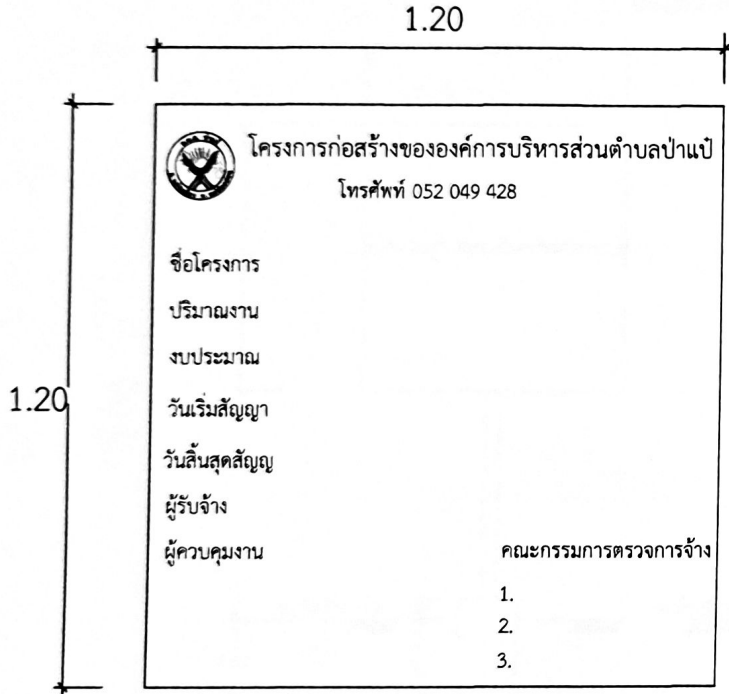 1.20
โครงการก่อสร้างขององค์การบริหารส่วนตำบลป่าแป๋
โทรศัพท์ 052 049 428
ชื่อโครงการ
ปริมาณงาน
งบประมาณ
1.20
วันเริ่มสัญญา
วันสิ้นสุดสัญญ
ผู้รับจ้าง
ผู้ควบคุมงาน
คณะกรรมการตรวจการจ้าง
1.
2.
3.